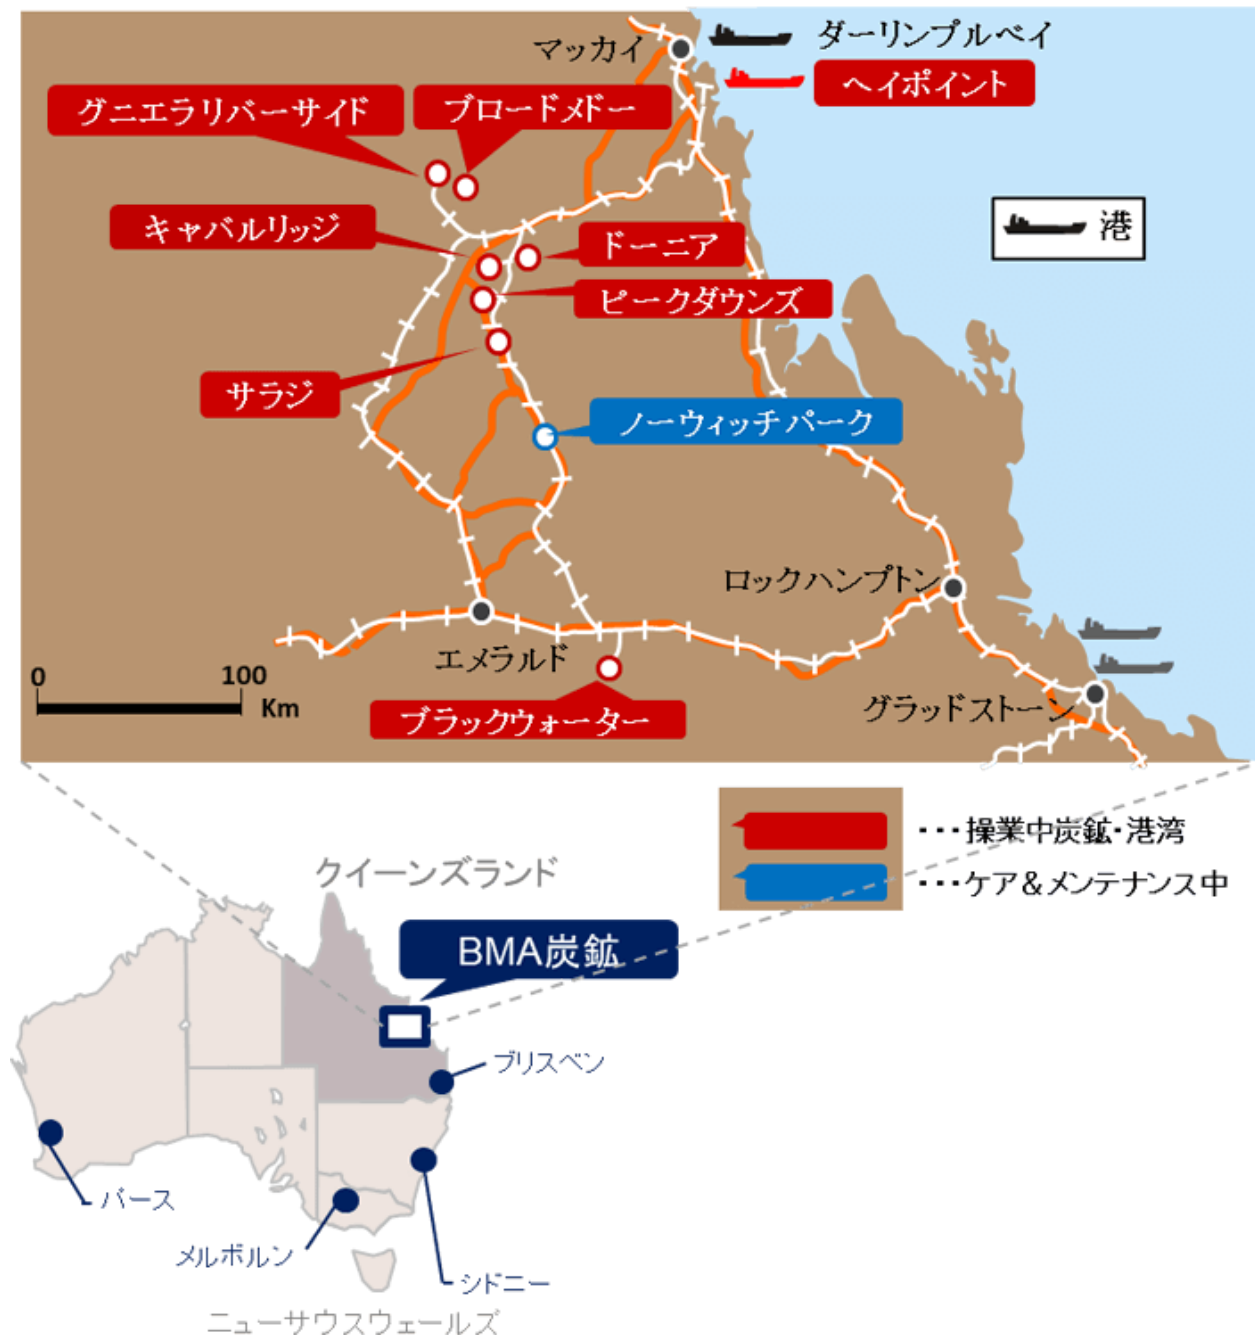 マッカイ
ダーリンプルベイ
ヘイポイント
グニエラリバーサイド
ブロードメドー
キャバルリッジ
ドーニア
港
ピークダウンズ
サラジ
ノーウィッチパーク
ロックハンプトン
エメラルド
0 100
Km
ブラックウォーター
グラッドストーン
･･･操業中炭鉱・港湾
･･･ケア&メンテナンス中
クイーンズランド
BMA炭鉱
ブリスベン
パース
メルボルン
シドニー
ニューサウスウェールズ